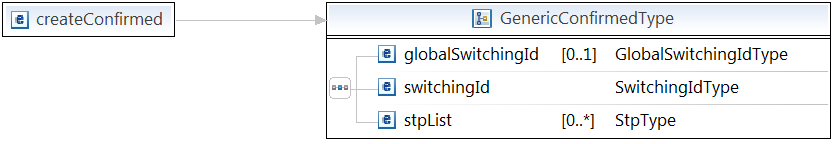 createConfirmed
GenericConfirmedType
globalSwitchingId [0..1] GlobalSwitchingIdType
switchingId SwitchingIdType
stpList [0..*] StpType